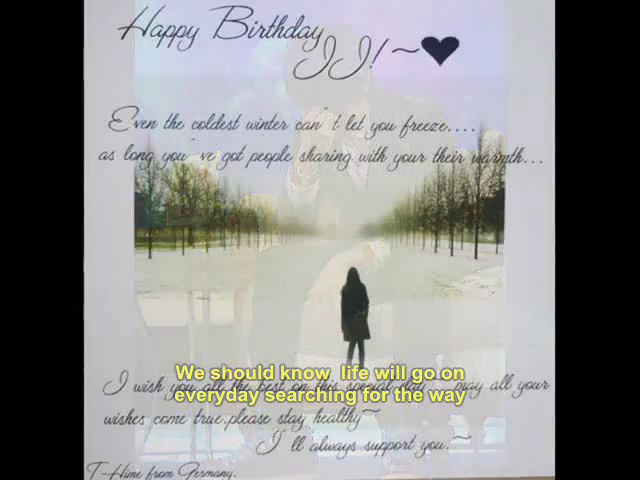 Happy Birthday
JJ! ~ ♥
Even the coldest winter can´t let you freeze....
as long you´ve got people sharing with your their warmth...
We should know life will go on
everyday searching for the way
I wish you all the best on this special day... may all your
wishes come true.please stay healthy~
I´ll always support you.~
T-Hime from Germany.